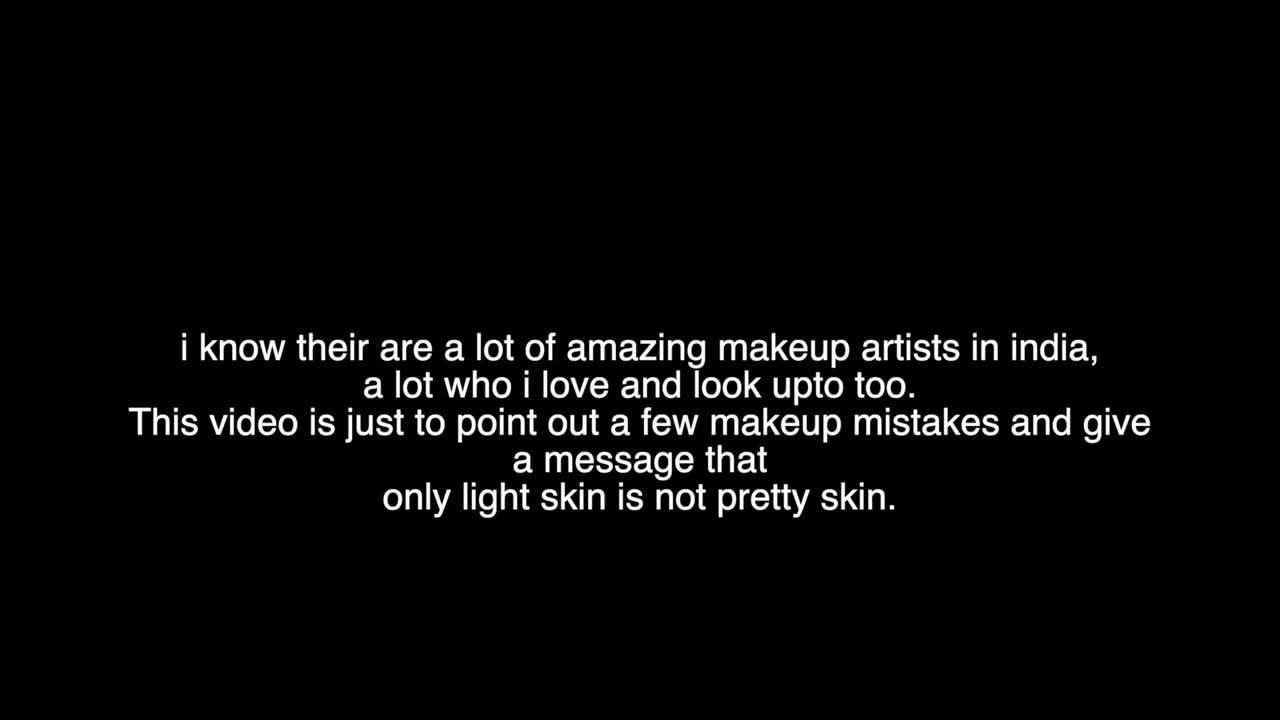 i know their are a lot of amazing makeup artists in india,
a lot who i love and look upto too.
This video is just to point out a few makeup mistakes and give
a message that
only light skin is not pretty skin.